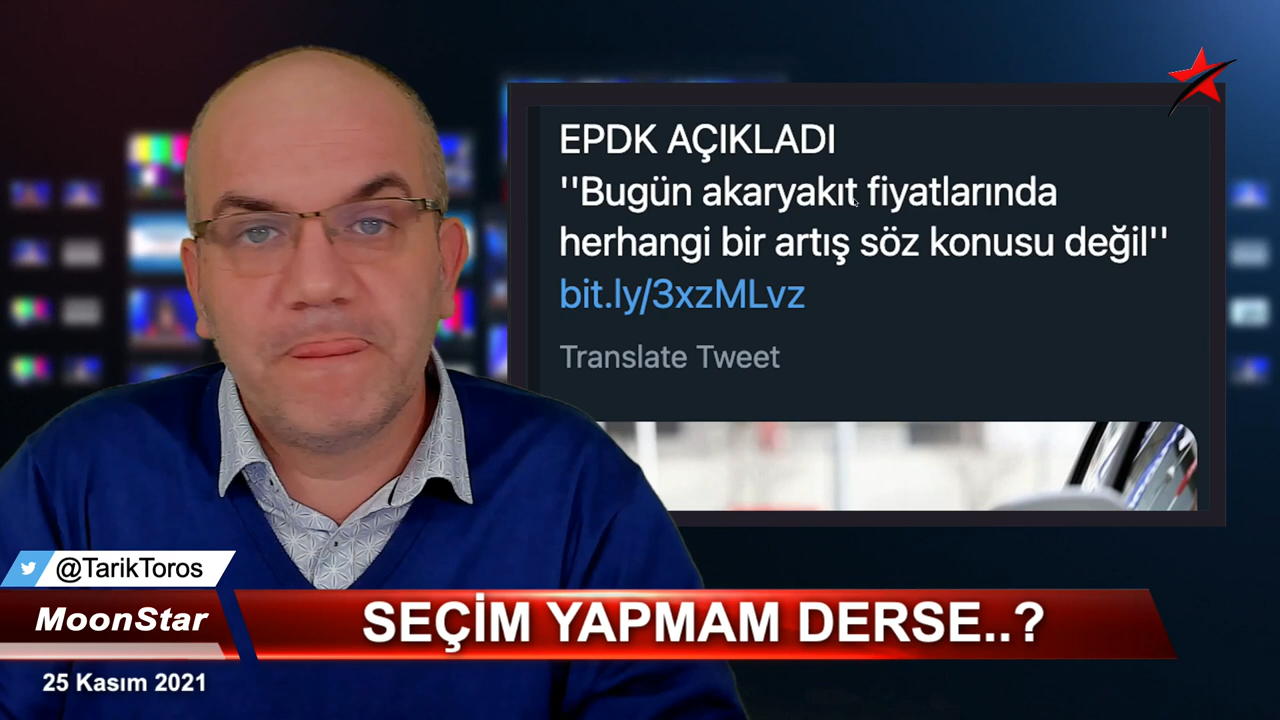 EPDK AÇIKLADI
''Bugün akaryakıt fiyatlarında
herhangi bir artış söz konusu değil''
bit.ly/3xzMLvz
Translate Tweet
@TarikToros
MoonStar
SEÇİM YAPMAM DERSE..?
25 Kasım 2021